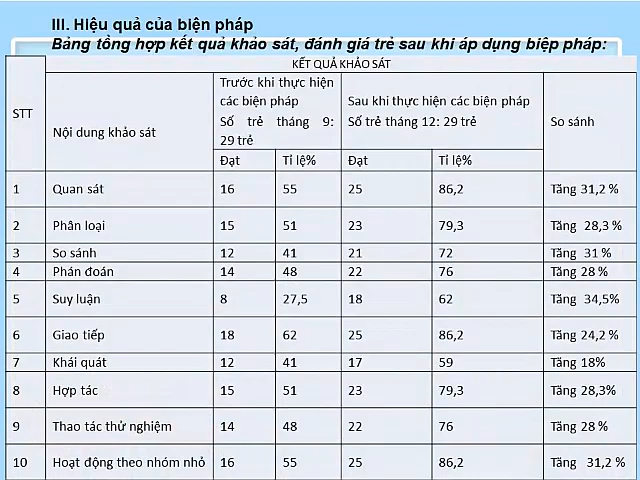 III. Hiệu quả của biện pháp
Bảng tổng hợp kết quả khảo sát, đánh giá trẻ sau khi áp dụng biệp pháp:
KẾT QUẢ KHẢO SÁT
STT
Nội dung khảo sát
Trước khi thực hiện
các biện pháp
Số trẻ tháng 9:
29 trẻ
Sau khi thực hiện các biện pháp
Số trẻ tháng 12: 29 trẻ
So sánh
Đạt Tỉ lệ% Đạt Tỉ lệ%
1 Quan sát 16 55 25 86,2 Tăng 31,2 %
2 Phân loại 15 51 23 79,3 Tăng 28,3 %
3 So sánh 12 41 21 72 Tăng 31 %
4 Phán đoán 14 48 22 76 Tăng 28 %
5 Suy luận 8 27,5 18 62 Tăng 34,5%
6 Giao tiếp 18 62 25 86,2 Tăng 24,2 %
7 Khái quát 12 41 17 59 Tăng 18%
8 Hợp tác 15 51 23 79,3 Tăng 28,3%
9 Thao tác thử nghiệm 14 48 22 76 Tăng 28 %
10 Hoạt động theo nhóm nhỏ 16 55 25 86,2 Tăng 31,2 %